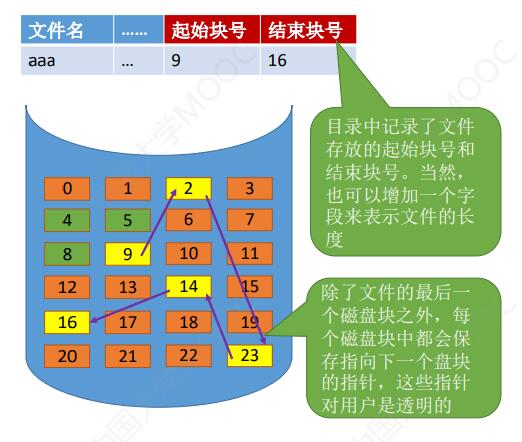 文件名 …… 起始块号 结束块号
aaa … 9 16
目录中记录了文件
存放的起始块号和
结束块号。当然，
也可以增加一个字
段来表示文件的长
度
0 1 2 3
4 5 6 7
8 9 10 11
12 13 14 15
16 17 18 19
20 21 22 23
除了文件的最后一
个磁盘块之外，每
个磁盘块中都会保
存指向下一个盘块
的指针，这些指针
对用户是透明的
中国大学MOOC